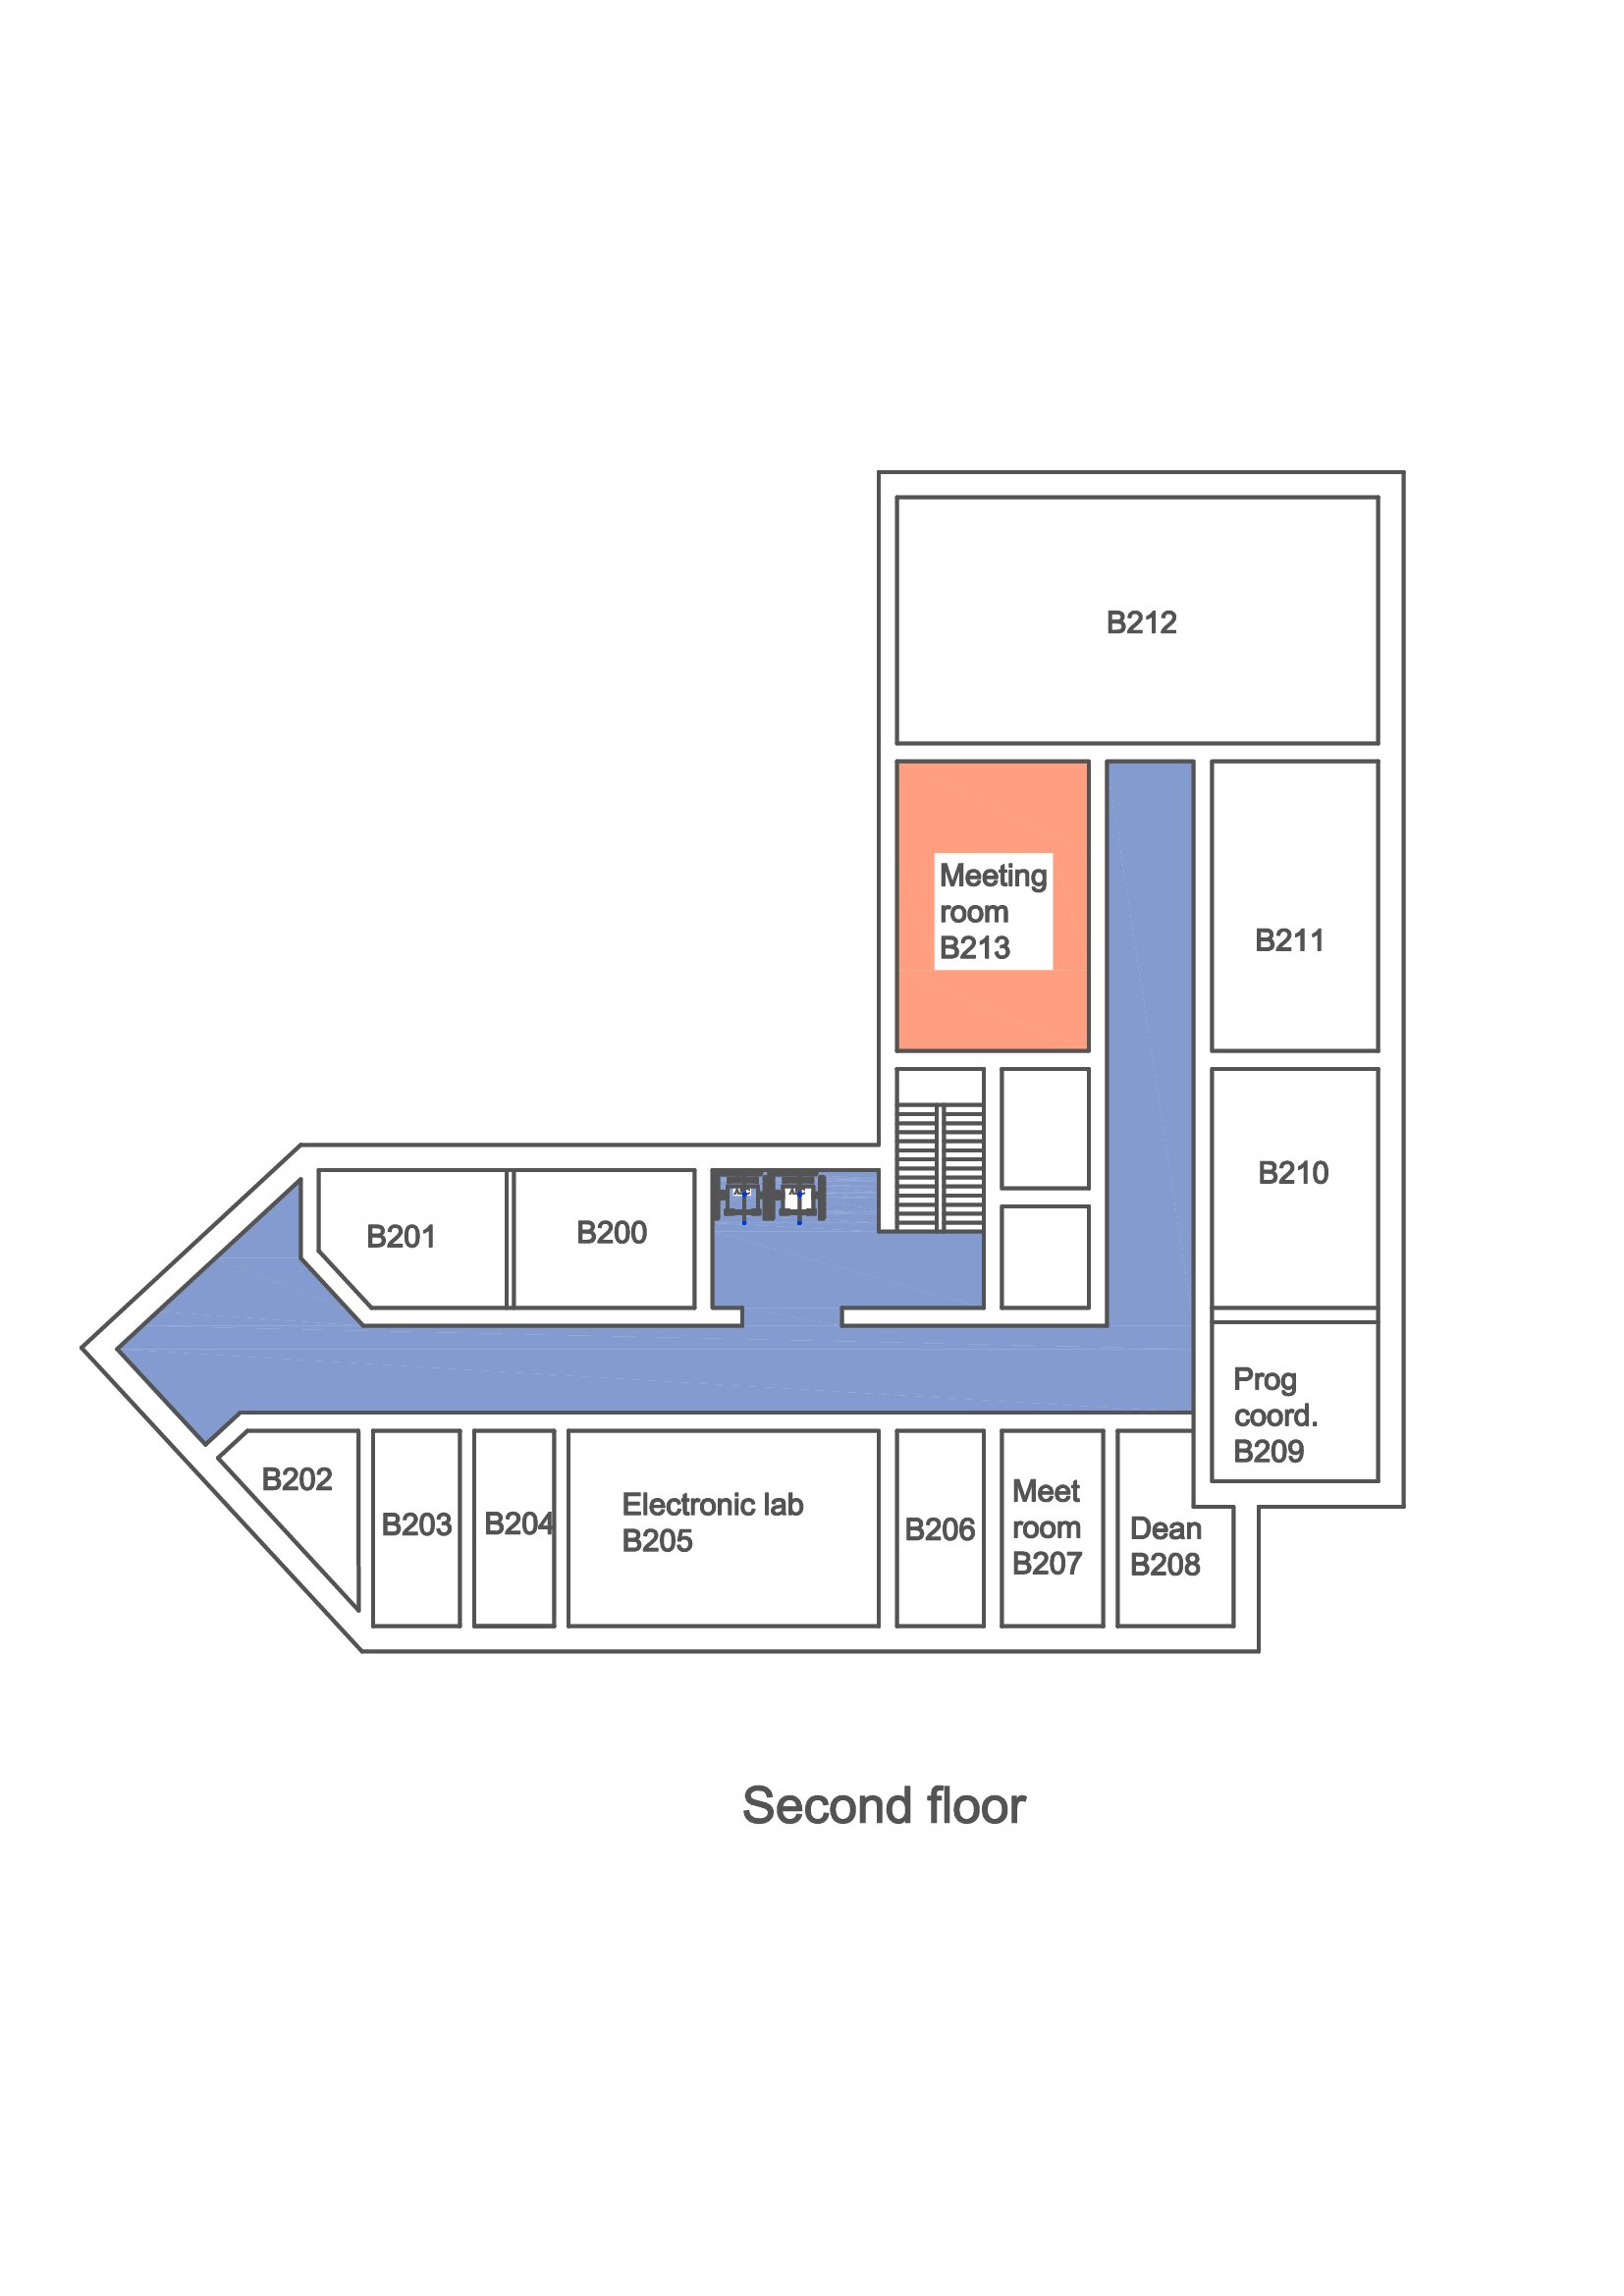 B212
Meeting
room
B213
B211
B210
B201
B200
Prog
coord.
B209
B202
B203
B204
Electronic lab
B205
B206
Meet
room
B207
Dean
B208
Second floor